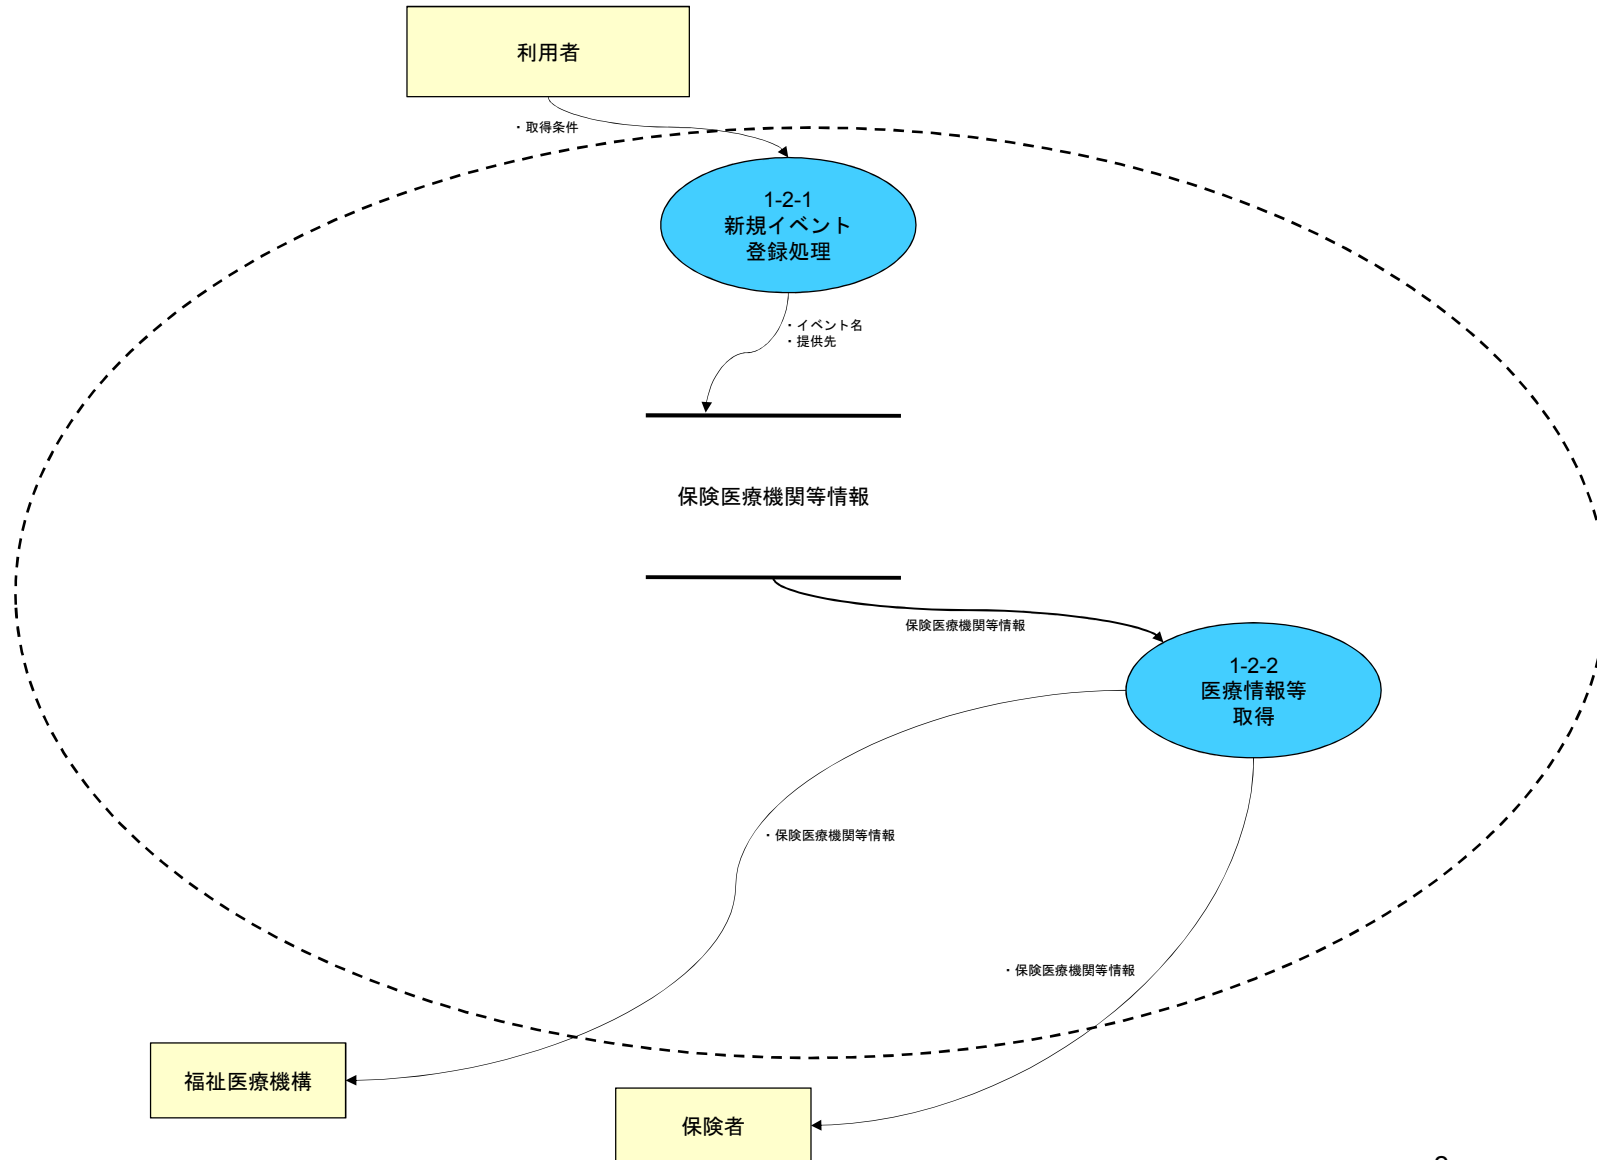 利用者
・取得条件
1-2-1
新規イベント
登録処理
・イベント名
・提供先
保険医療機関等情報
保険医療機関等情報
1-2-2
医療情報等
取得
・保険医療機関等情報
・保険医療機関等情報
福祉医療機構
保険者